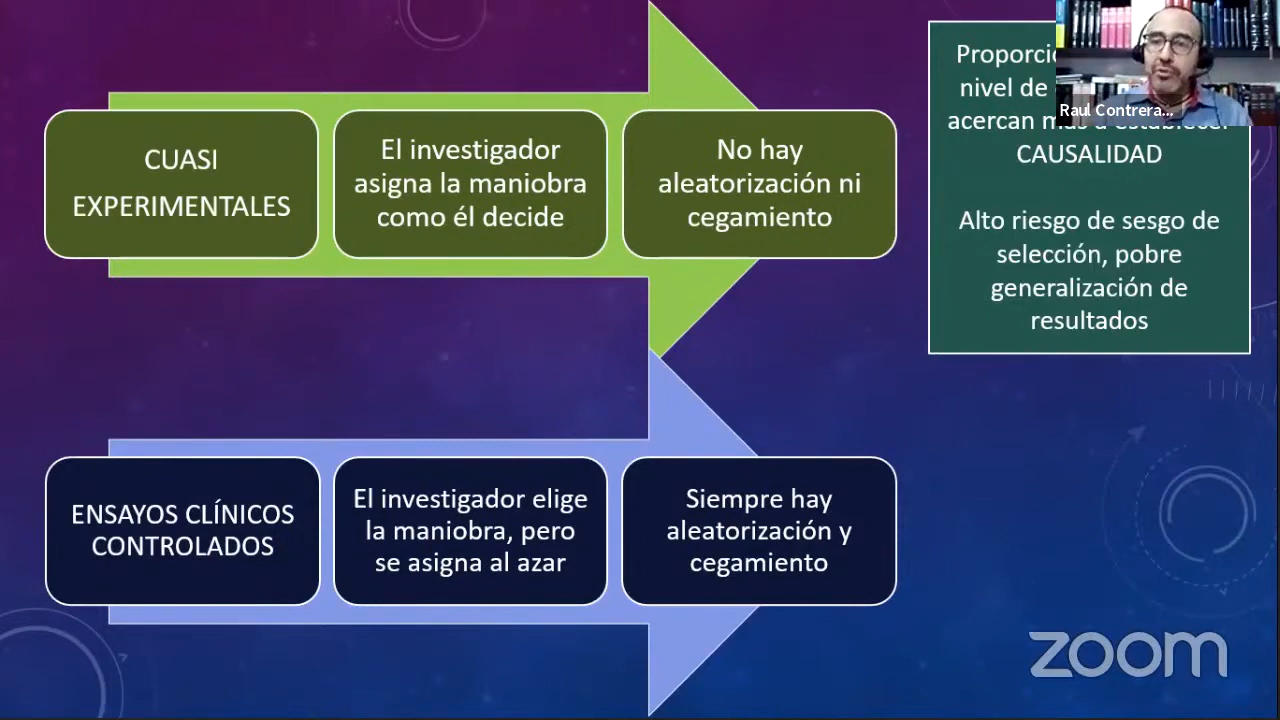 CUASI
EXPERIMENTALES
El investigador
asigna la maniobra
como él decide
No hay
aleatorización ni
cegamiento
nivel de
acercan más a establecer
CAUSALIDAD
Alto riesgo de sesgo de
selección, pobre
generalización de
resultados
Raul Contrera...
ENSAYOS CLÍNICOS
CONTROLADOS
El investigador elige
la maniobra, pero
se asigna al azar
Siempre hay
aleatorización y
cegamiento
zoom